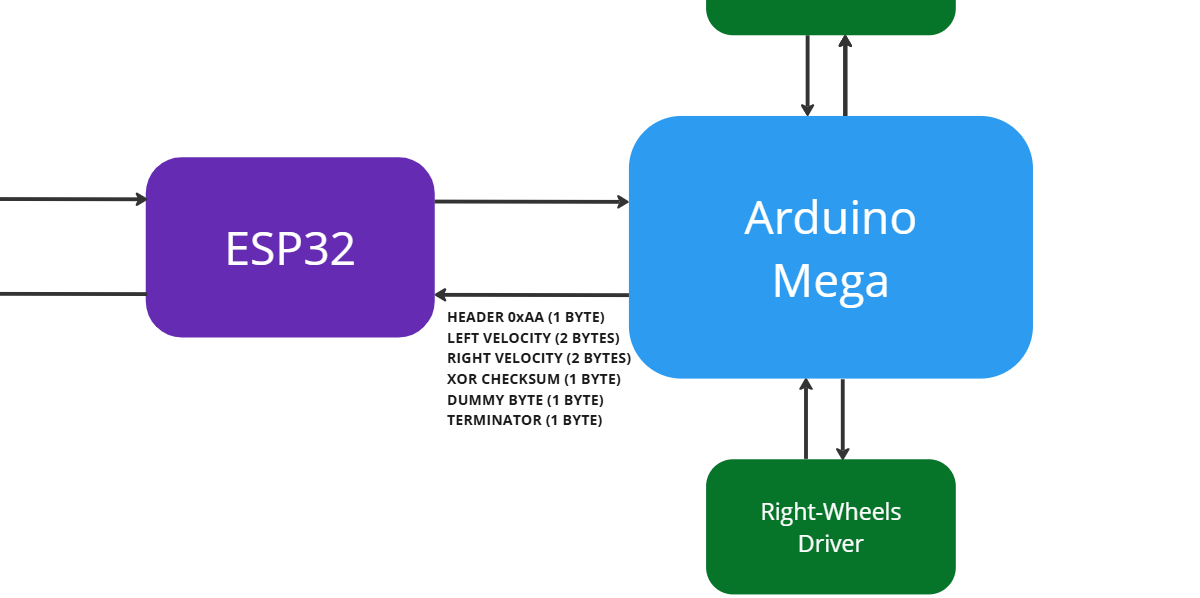 ESP32
Arduino
Mega
HEADER 0xAA (1 BYTE)
LEFT VELOCITY (2 BYTES)
RIGHT VELOCITY (2 BYTES)
XOR CHECKSUM (1 BYTE)
DUMMY BYTE (1 BYTE)
TERMINATOR (1 BYTE)
Right-Wheels
Driver